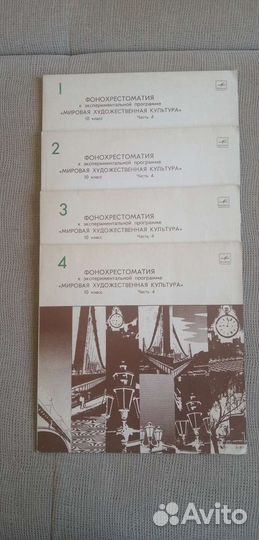 1
ФОНОХРЕСТОМАТИЯ
к экспериментальной программе
«МИРОВАЯ ХУДОЖЕСТВЕННАЯ КУЛЬТУРА»
10 класс Часть 4
2
ФОНОХРЕСТОМАТИЯ
к экспериментальной программе
«МИРОВАЯ ХУДОЖЕСТВЕННАЯ КУЛЬТУРА»
10 класс Часть 4
3
ФОНОХРЕСТОМАТИЯ
к экспериментальной программе
«МИРОВАЯ ХУДОЖЕСТВЕННАЯ КУЛЬТУРА»
10 класс Часть 4
4
ФОНОХРЕСТОМАТИЯ
к экспериментальной программе
«МИРОВАЯ ХУДОЖЕСТВЕННАЯ КУЛЬТУРА»
10 класс Часть 4
Avito